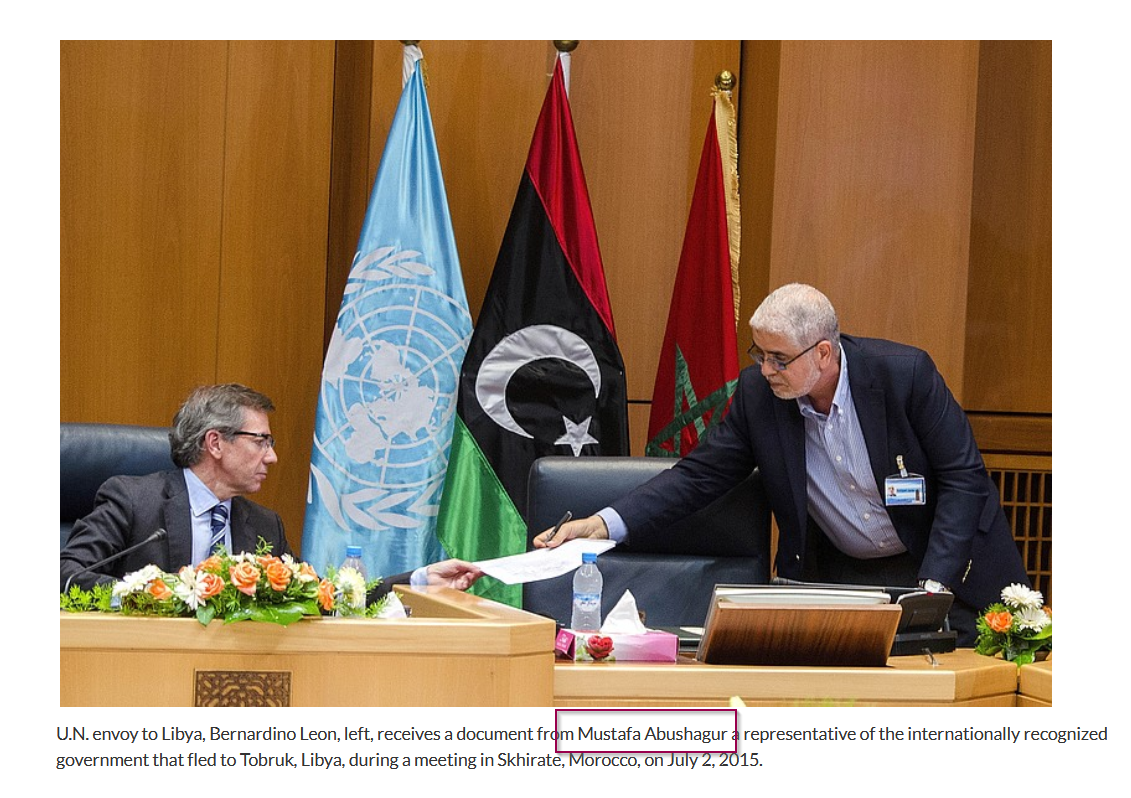 U.N. envoy to Libya, Bernardino Leon, left, receives a document from Mustafa Abushagur a representative of the internationally recognized
government that fled to Tobruk, Libya, during a meeting in Skhirate, Morocco, on July 2, 2015.